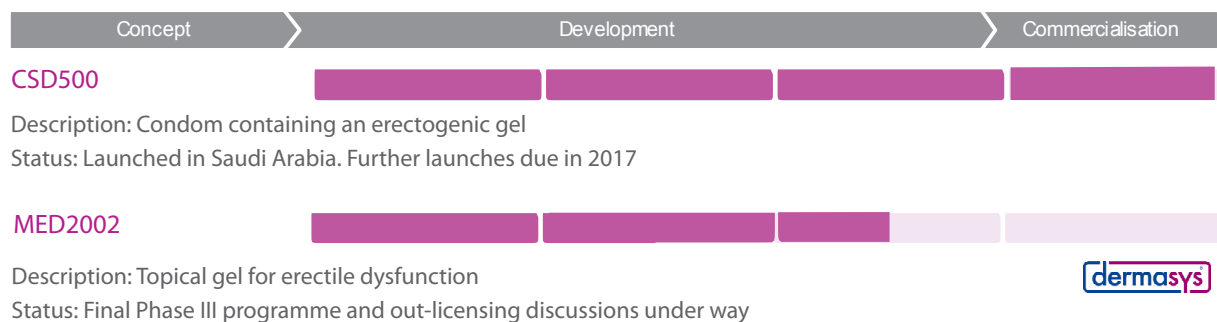 Concept Development Commercialisation
CSD500
Description: Condom containing an erectogenic gel
Status: Launched in Saudi Arabia. Further launches due in 2017
MED2002
Description: Topical gel for erectile dysfunction
dermasys
Status: Final Phase III programme and out-licensing discussions under way